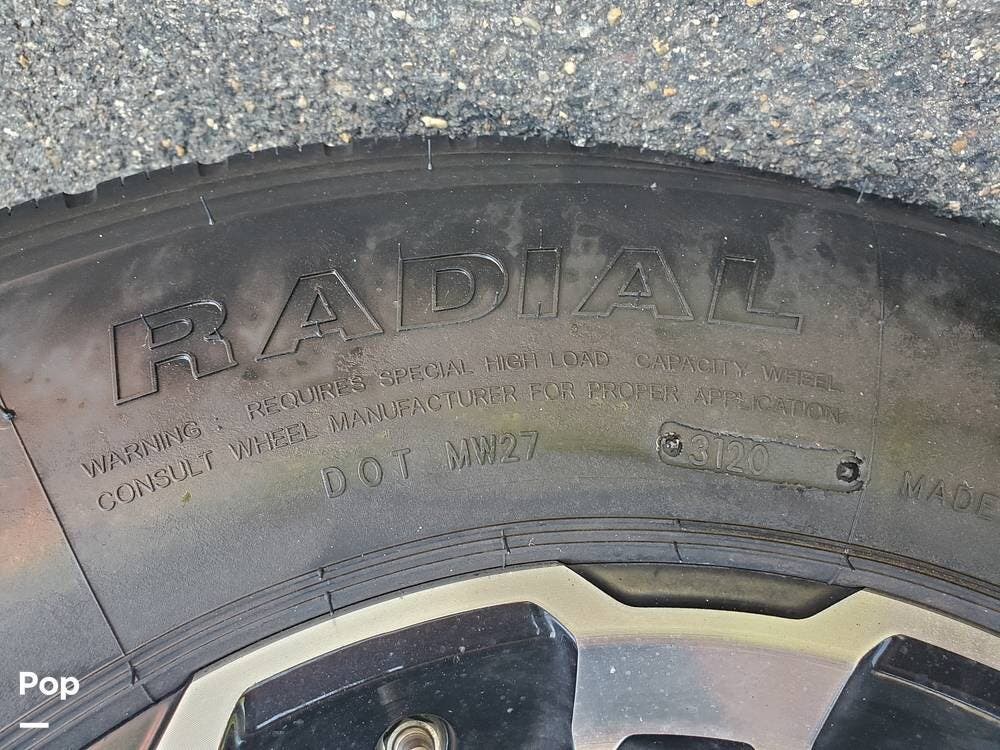 RADIAL
WARNING : REQUIRES SPECIAL HIGH LOAD CAPACITY WHEEL
CONSULT WHEEL MANUFACTURER FOR PROPER APPLICATION
DOT MW27 3120
MADE
Pop